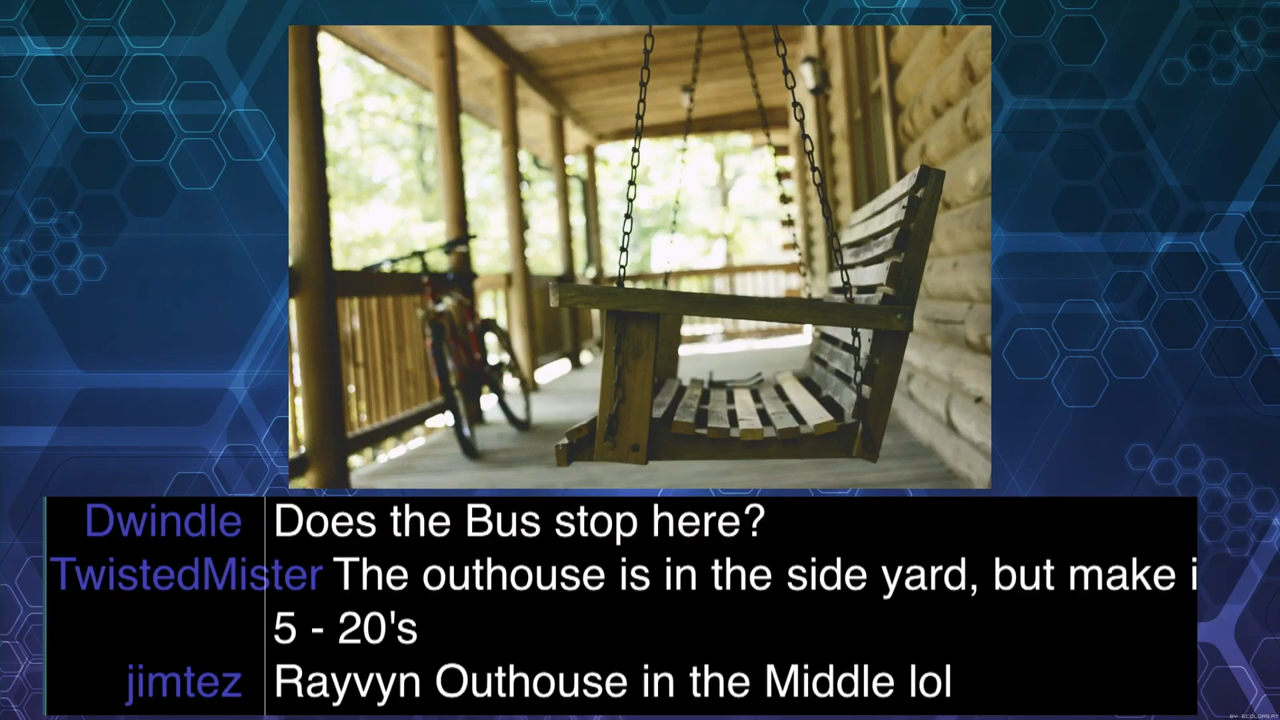 Dwindle Does the Bus stop here?
TwistedMister The outhouse is in the side yard, but make
5 - 20's
jimtez Rayvyn Outhouse in the Middle lol